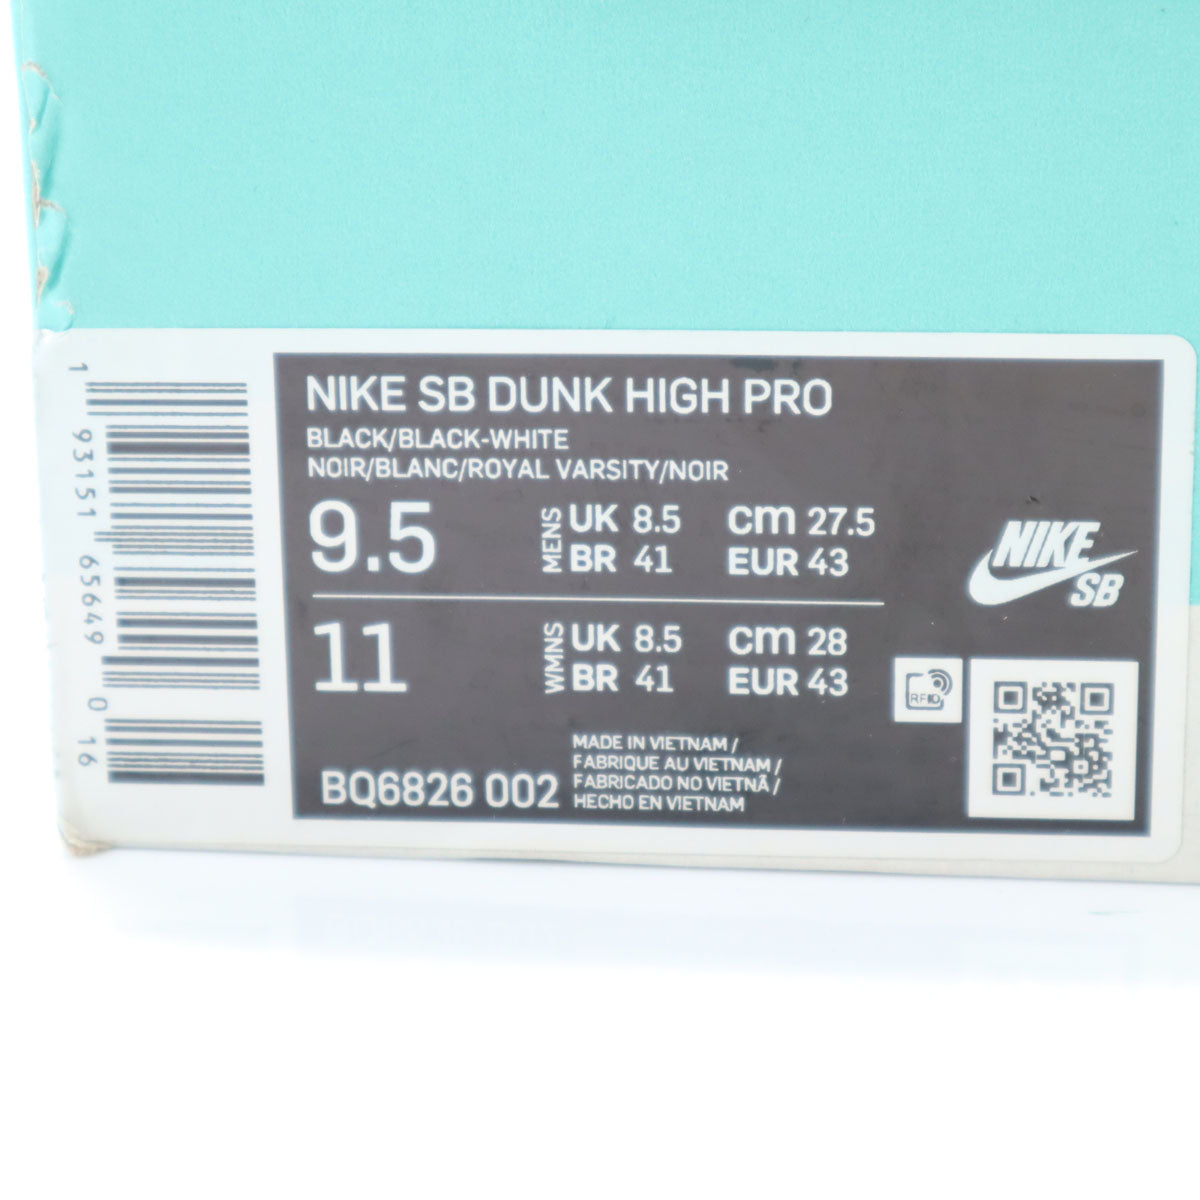 NIKE SB DUNK HIGH PRO
BLACK/BLACK-WHITE
NOIR/BLANC/ROYAL VARSITY/NOIR
9.5 MENS UK 8.5 cm 27.5
BR 41 EUR 43
11 WMNS UK 8.5 cm 28
BR 41 EUR 43
BQ6826 002
MADE IN VIETNAM /
FABRIQUE AU VIETNAM /
FABRICADO NO VIETNÃ /
HECHO EN VIETNAM
NIKE
SB
RFID
1 93151 65649 0 16